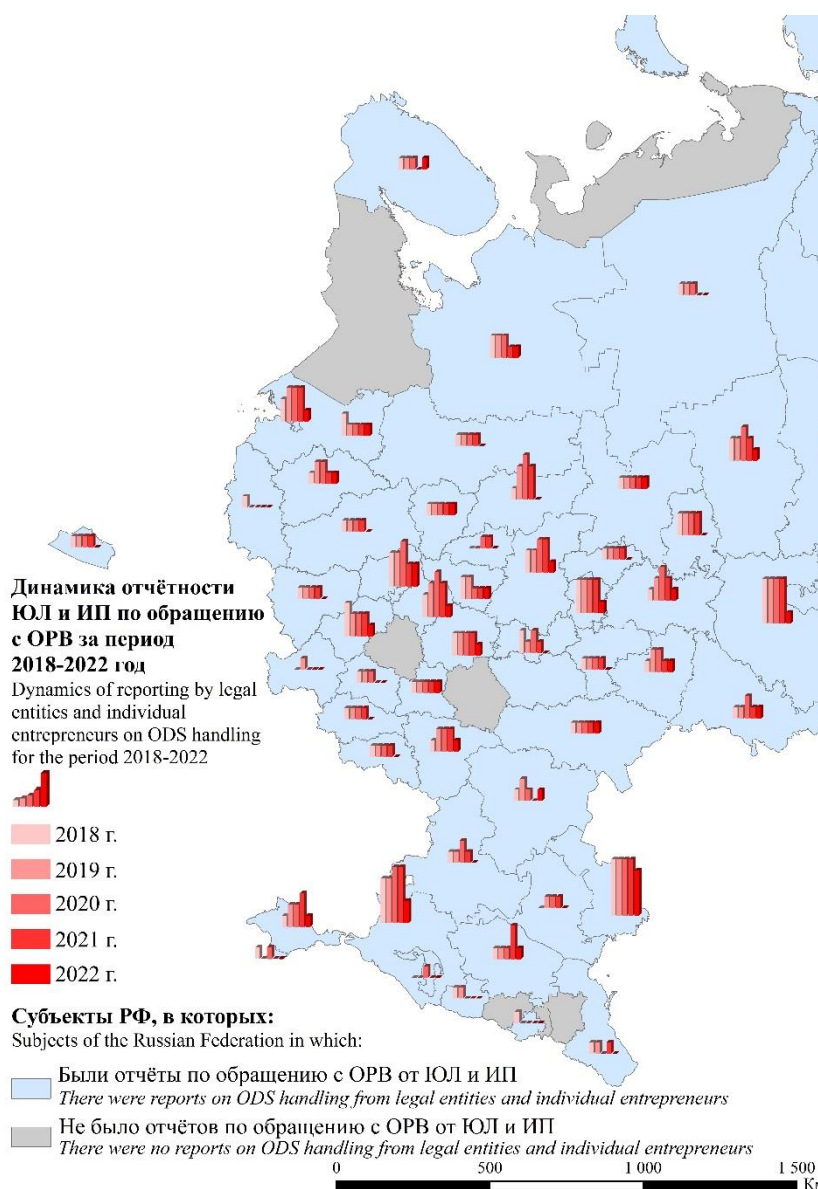 Динамика отчётности
ЮЛ и ИП по обращению
с ОРВ за период
2018-2022 год
Dynamics of reporting by legal
entities and individual
entrepreneurs on ODS handling
for the period 2018-2022
2018 г.
2019 г.
2020 г.
2021 г.
2022 г.
Субъекты РФ, в которых:
Subjects of the Russian Federation in which:
Были отчёты по обращению с ОРВ от ЮЛ и ИП
There were reports on ODS handling from legal entities and individual entrepreneurs
Не было отчётов по обращению с ОРВ от ЮЛ и ИП
There were no reports on ODS handling from legal entities and individual entrepreneurs
0 500 1 000 1 500